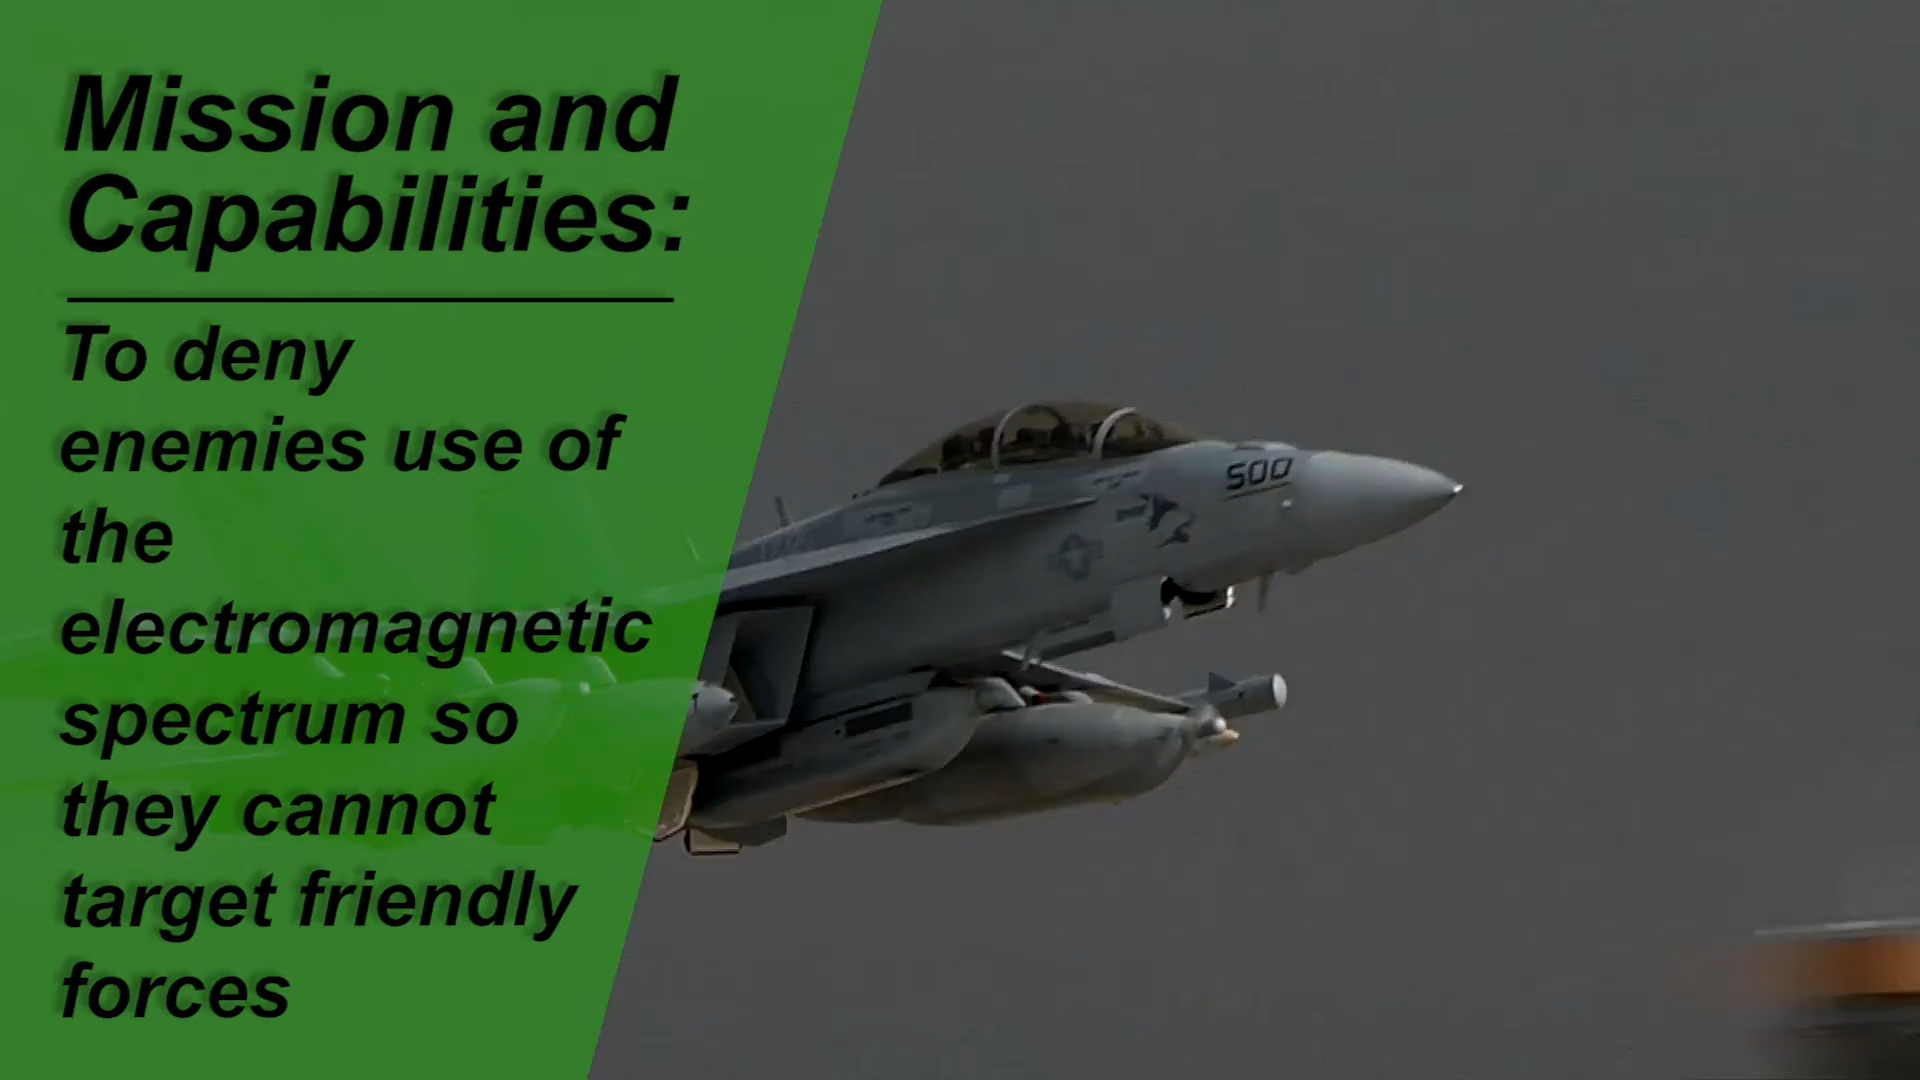 Mission and
Capabilities:
To deny
enemies use of
the
electromagnetic
spectrum so
they cannot
target friendly
forces
500